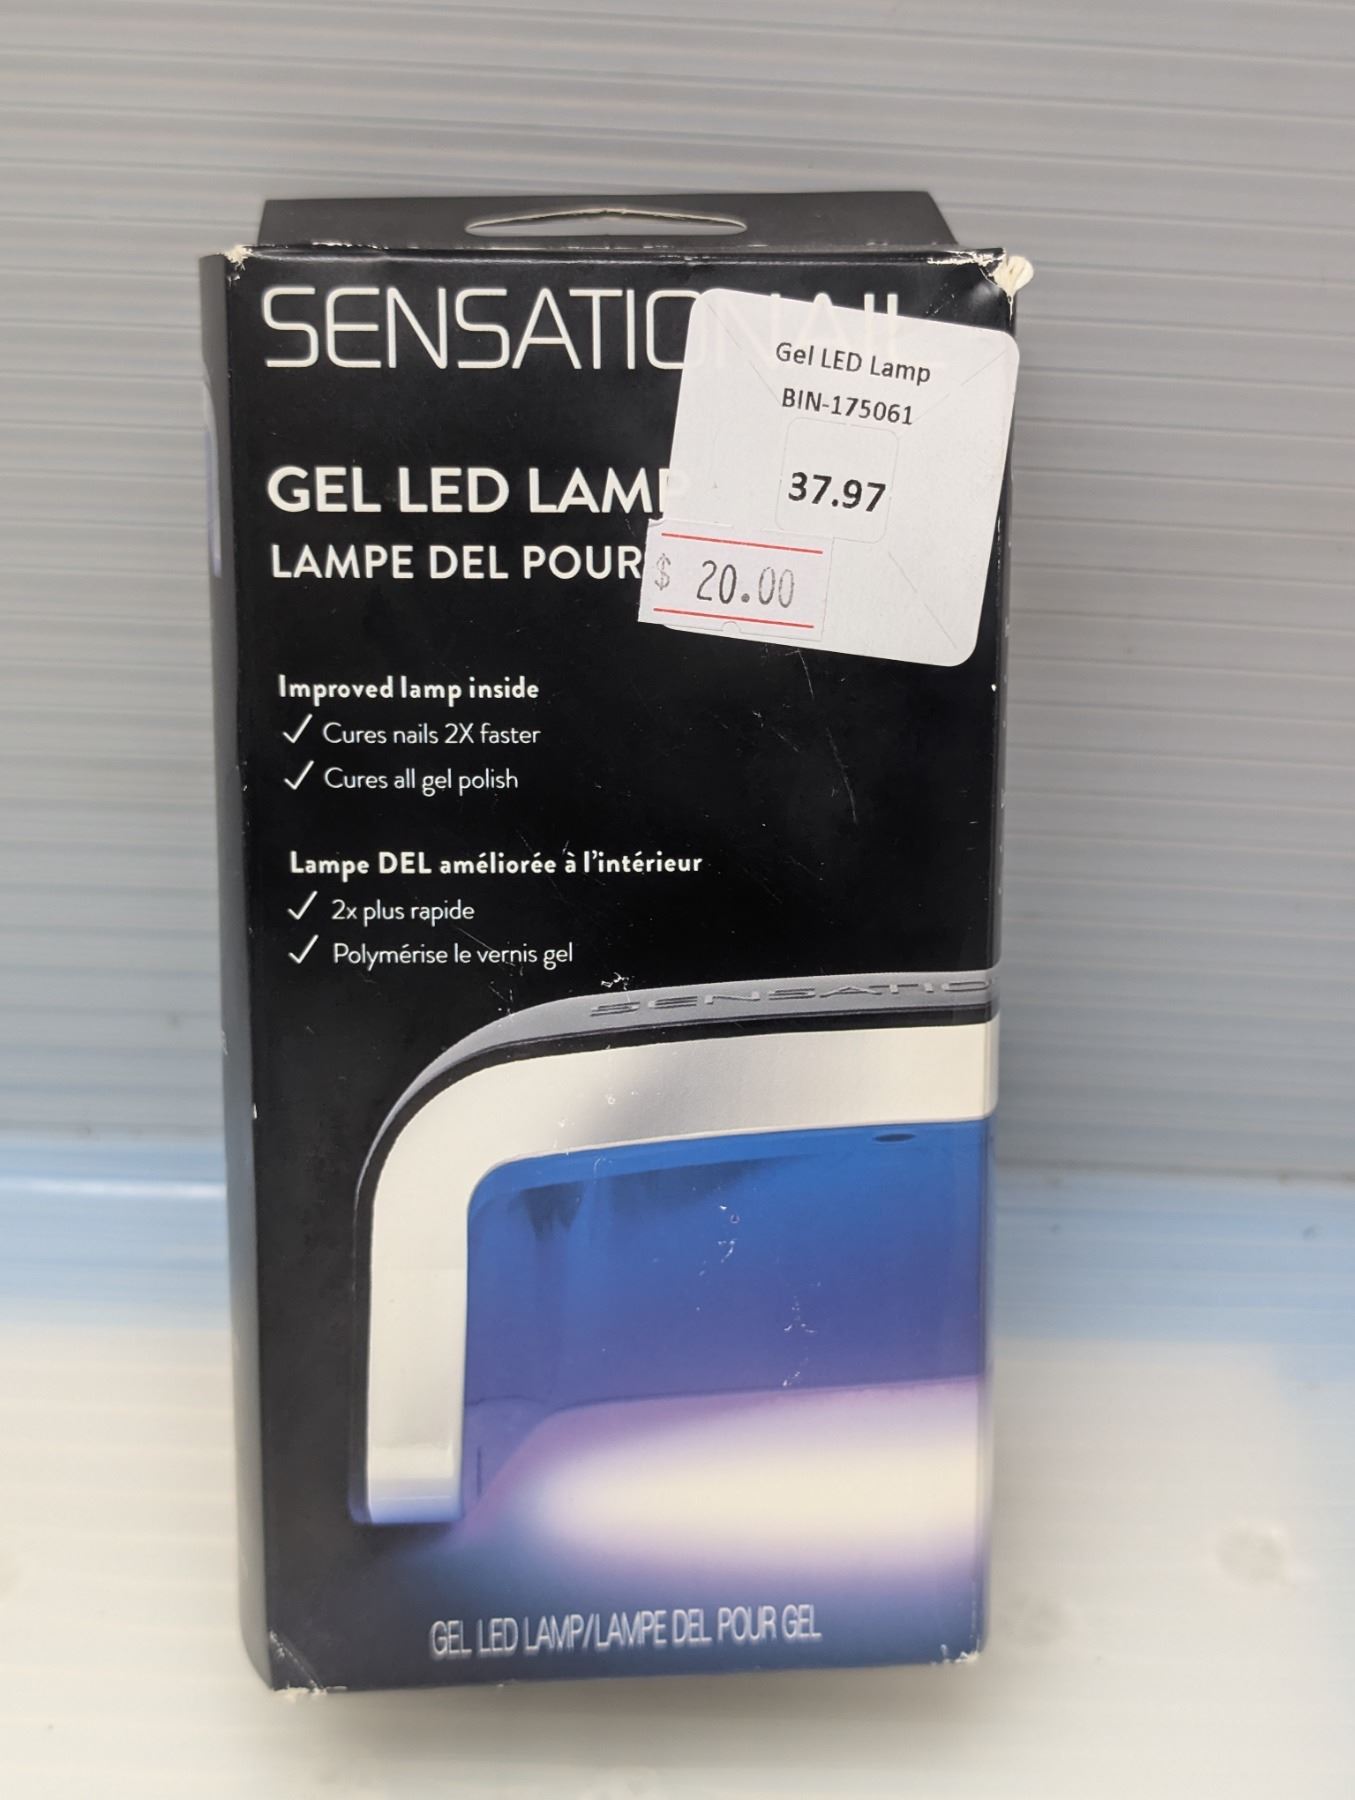 SENSATIONAIL
Gel LED Lamp
BIN-175061
37.97
$ 20.00
GEL LED LAMP
LAMPE DEL POUR
Improved lamp inside
✓ Cures nails 2X faster
✓ Cures all gel polish
Lampe DEL améliorée à l'intérieur
✓ 2x plus rapide
✓ Polymérise le vernis gel
SENSATIO
GEL LED LAMP/LAMPE DEL POUR GEL